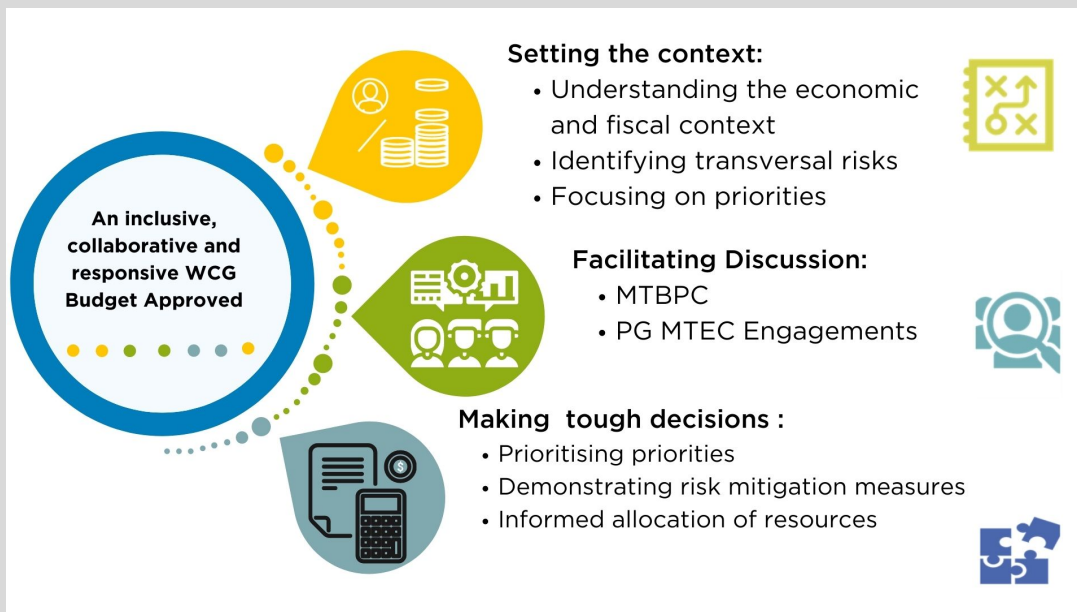 An inclusive,
collaborative and
responsive WCG
Budget Approved
Setting the context:
• Understanding the economic
and fiscal context
• Identifying transversal risks
• Focusing on priorities
Facilitating Discussion:
• MTBPC
• PG MTEC Engagements
Making tough decisions :
• Prioritising priorities
• Demonstrating risk mitigation measures
• Informed allocation of resources